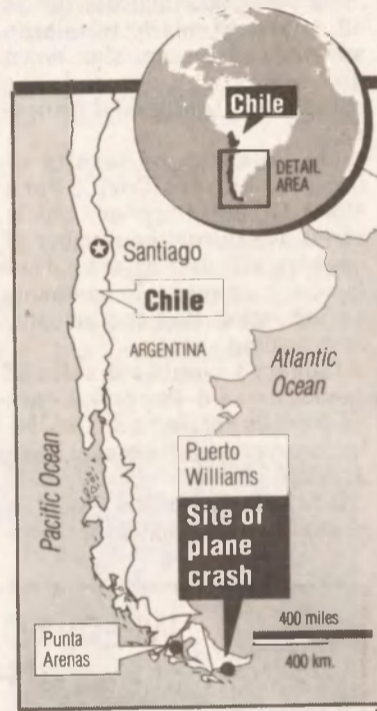 Chile
DETAIL
AREA
Santiago
Chile
ARGENTINA
Atlantic
Ocean
Pacific Ocean
Puerto
Williams
Site of
plane
crash
Punta
Arenas
400 miles
400 km.